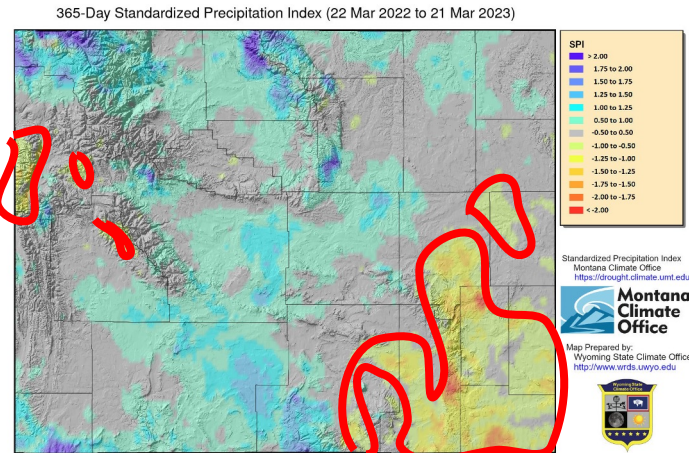 365-Day Standardized Precipitation Index (22 Mar 2022 to 21 Mar 2023)
SPI
> 2.00
1.75 to 2.00
1.50 to 1.75
1.25 to 1.50
1.00 to 1.25
0.50 to 1.00
-0.50 to 0.50
-1.00 to -0.50
-1.25 to -1.00
-1.50 to -1.25
-1.75 to -1.50
-2.00 to -1.75
< -2.00
Standardized Precipitation Index
Montana Climate Office
https://drought.climate.umt.edu
Montana
Climate
Office
Map Prepared by:
Wyoming State Climate Office
http://www.wrds.uwyo.edu
Wyoming State
Climate Office